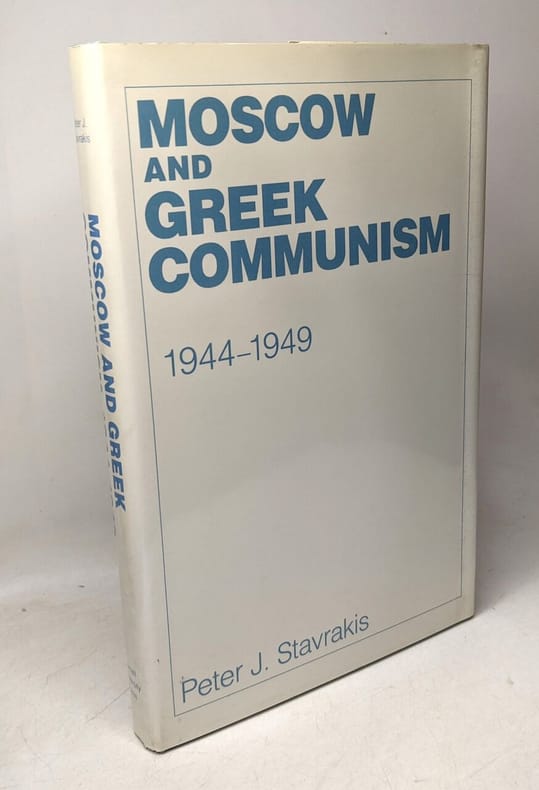 MOSCOW
AND
GREEK
COMMUNISM
1944–1949
Peter J. Stavrakis
MOSCOW AND GREEK